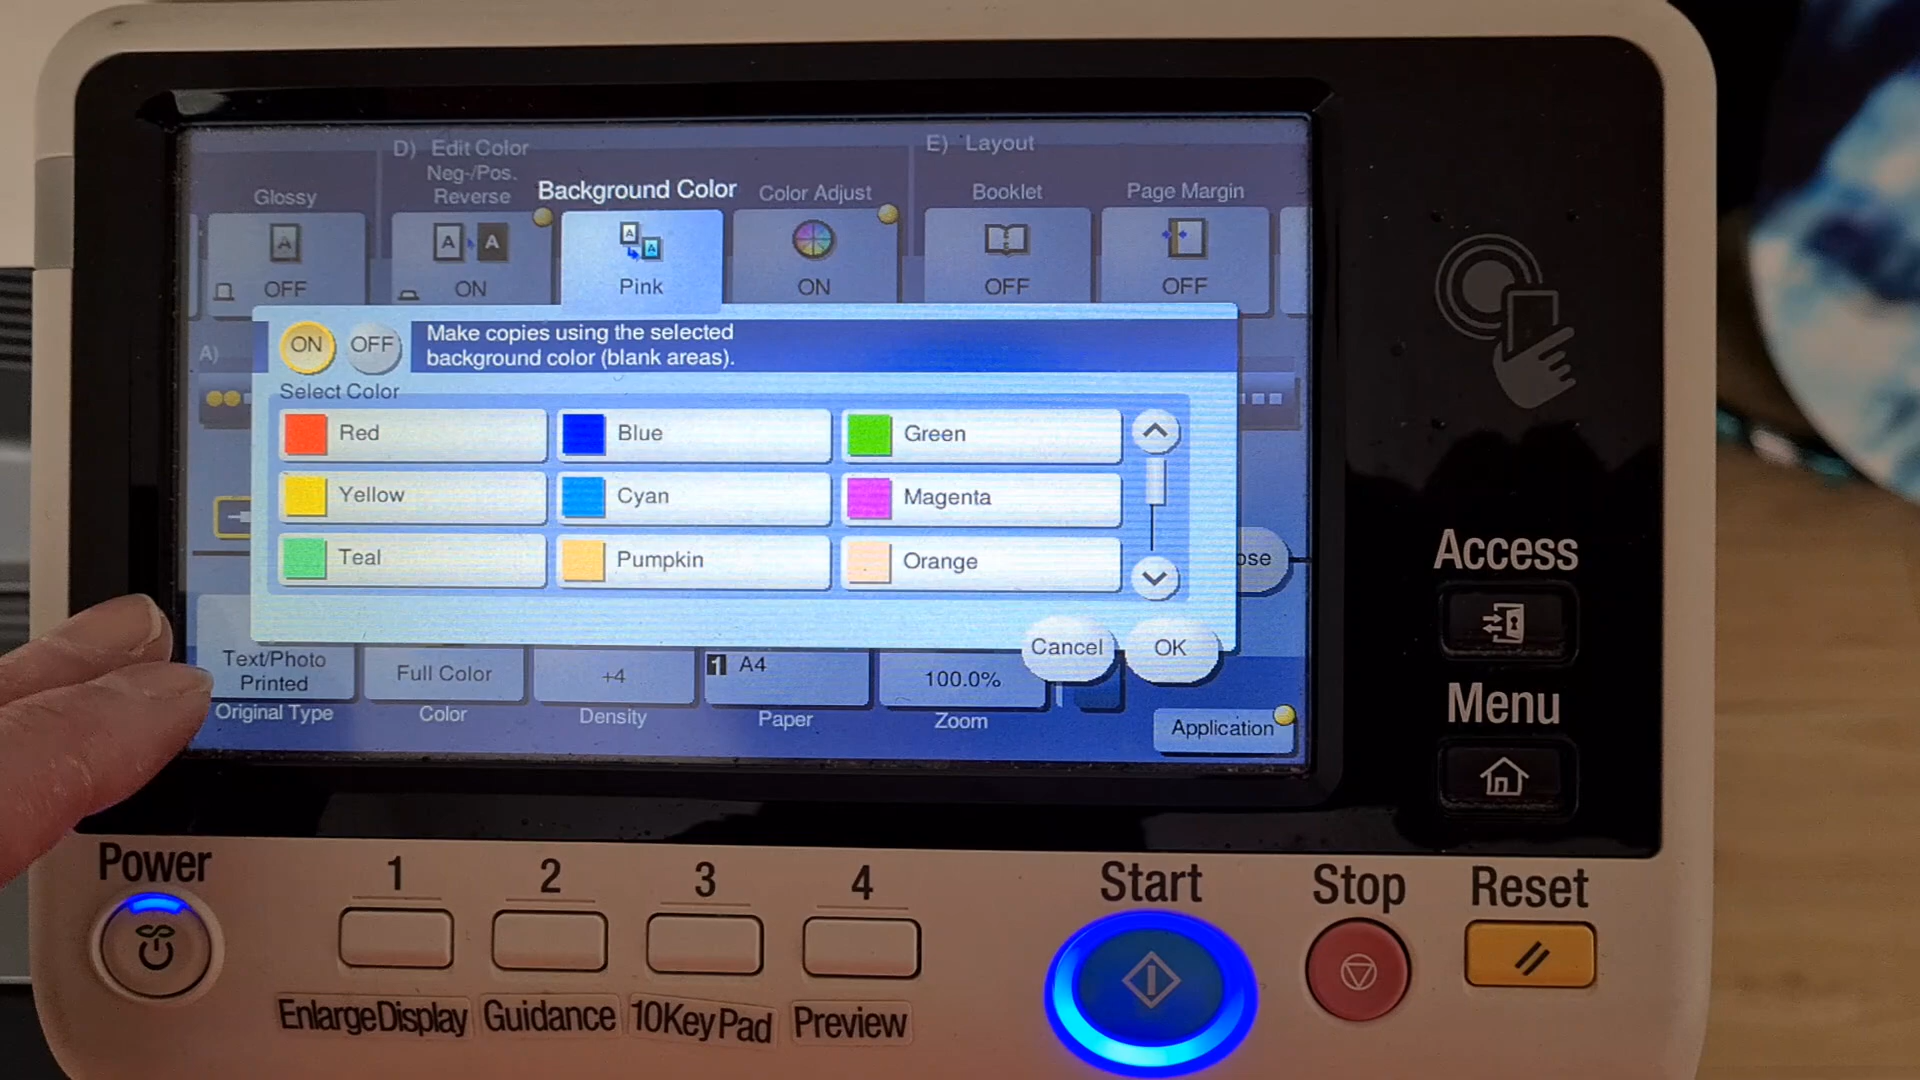 D) Edit Color
E) Layout
Glossy
Neg-/Pos.
Reverse
Background Color
Color Adjust
Booklet
Page Margin
A
A A
A A
OFF
ON
Pink
ON
OFF
OFF
A)
ON
OFF
Make copies using the selected
background color (blank areas).
Select Color
Red
Blue
Green
Yellow
Cyan
Magenta
Teal
Pumpkin
Orange
ose
Cancel
OK
Text/Photo
Printed
Full Color
+4
1 A4
100.0%
Original Type
Color
Density
Paper
Zoom
Application
Access
Menu
Power
1
2
3
4
Start
Stop
Reset
EnlargeDisplay
Guidance
10KeyPad
Preview